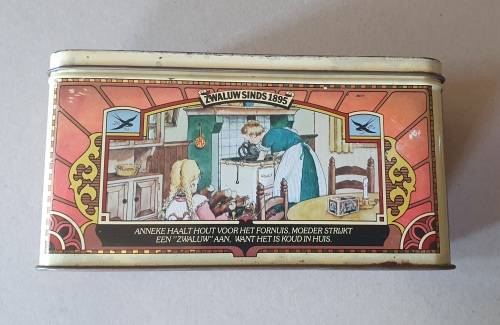 ZWALUW SINDS 1895
ANNEKE HAALT HOUT VOOR HET FORNUIS. MOEDER STRIJKT
EEN "ZWALUW" AAN. WANT HET IS KOUD IN HUIS.